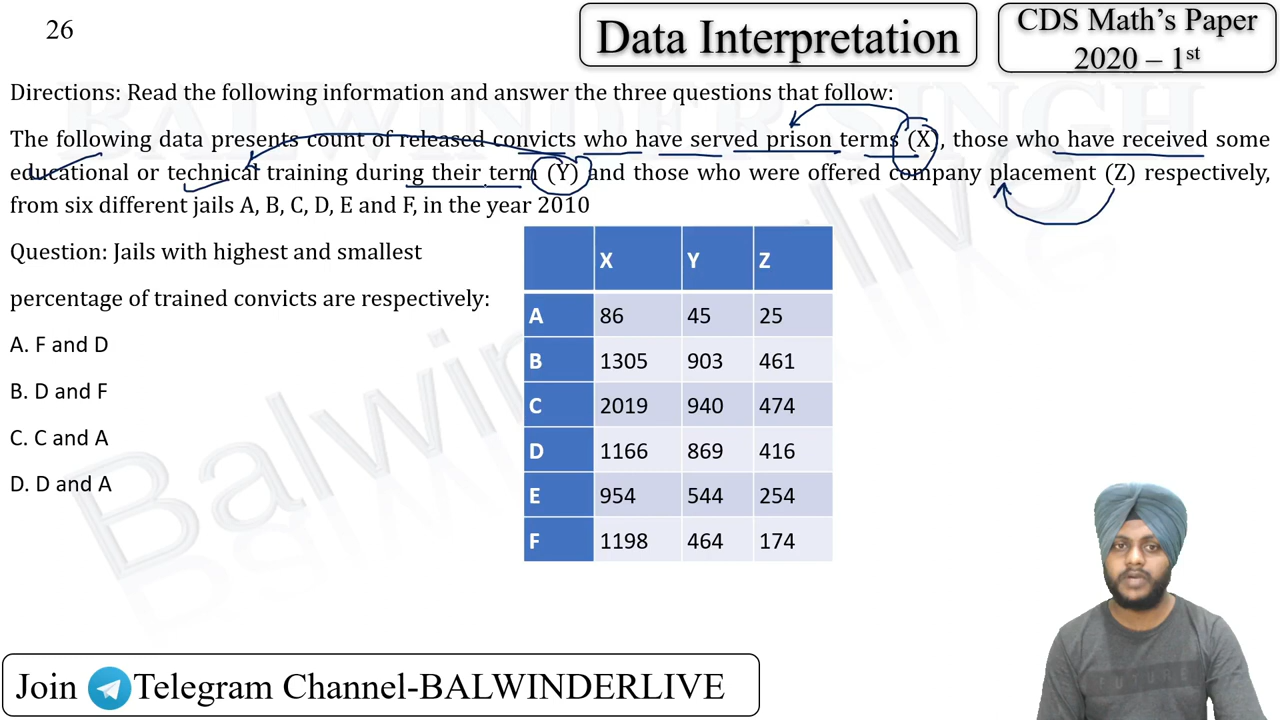 26
Data Interpretation
CDS Math's Paper
2020 – 1st
Directions: Read the following information and answer the three questions that follow:
The following data presents count of released convicts who have served prison terms (X), those who have received some
educational or technical training during their term (Y) and those who were offered company placement (Z) respectively,
from six different jails A, B, C, D, E and F, in the year 2010
Question: Jails with highest and smallest
percentage of trained convicts are respectively:
A. F and D
B. D and F
C. C and A
D. D and A
X Y Z
A 86 45 25
B 1305 903 461
C 2019 940 474
D 1166 869 416
E 954 544 254
F 1198 464 174
BALWINDER SINGH
Balwinderlive
FUTURE
Join Telegram Channel-BALWINDERLIVE